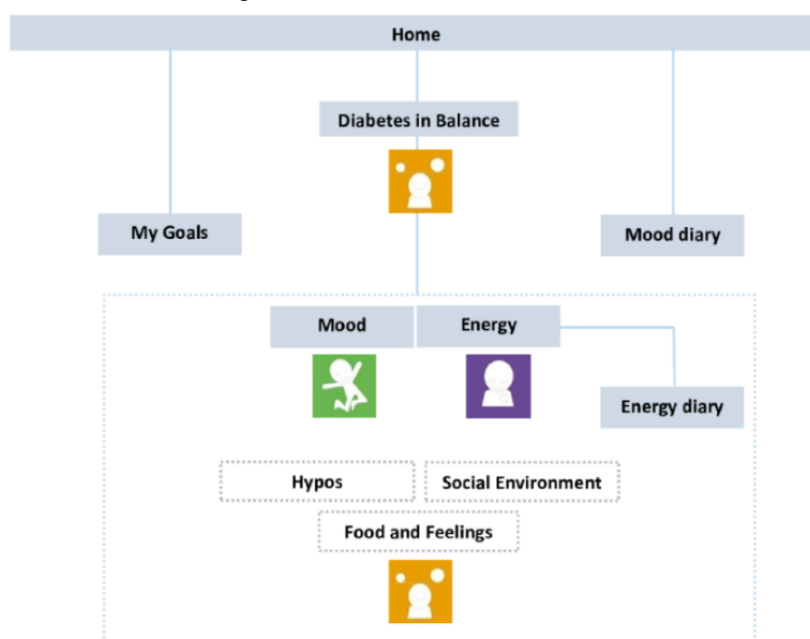 Home
Diabetes in Balance
My Goals
Mood diary
Mood
Energy
Energy diary
Hypos
Social Environment
Food and Feelings